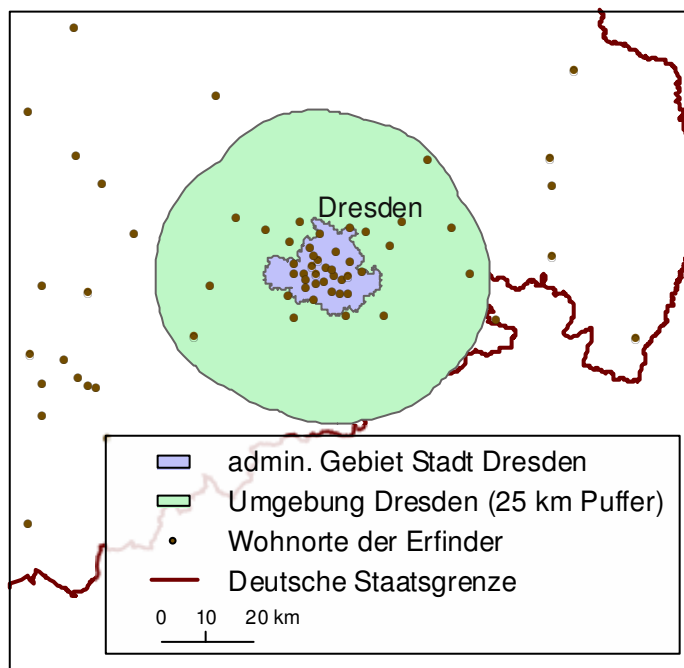 Dresden
admin. Gebiet Stadt Dresden
Umgebung Dresden (25 km Puffer)
Wohnorte der Erfinder
Deutsche Staatsgrenze
0 10 20 km